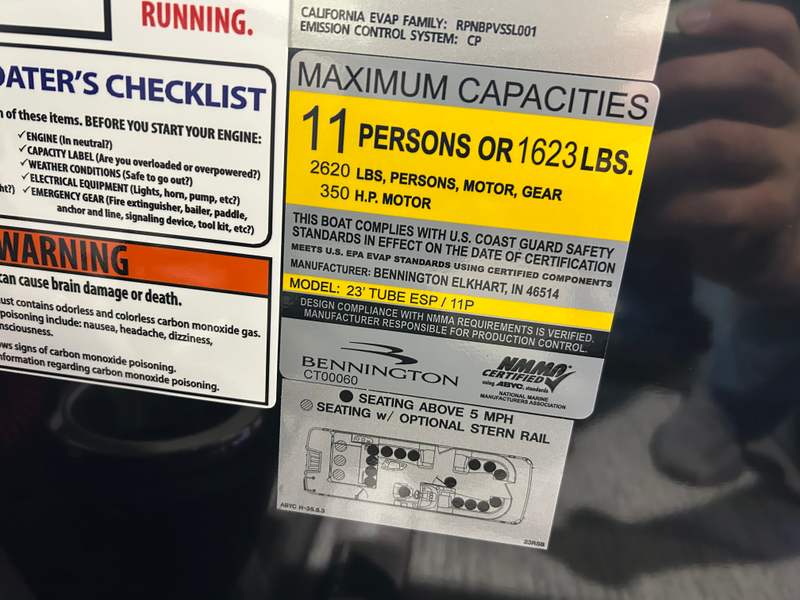 RUNNING.
CALIFORNIA EVAP FAMILY: RPNBPVSSL001
EMISSION CONTROL SYSTEM: CP
OATER'S CHECKLIST
of these items. BEFORE YOU START YOUR ENGINE:
✓ENGINE (In neutral?)
✓CAPACITY LABEL (Are you overloaded or overpowered?)
✓WEATHER CONDITIONS (Safe to go out?)
✓ELECTRICAL EQUIPMENT (Lights, horn, pump, etc?)
✓EMERGENCY GEAR (Fire extinguisher, bailer, paddle,
anchor and line, signaling device, tool kit, etc?)
WARNING
can cause brain damage or death.
contains odorless and colorless carbon monoxide gas.
poisoning include: nausea, headache, dizziness,
signs of carbon monoxide poisoning.
regarding carbon monoxide poisoning.
MAXIMUM CAPACITIES
11 PERSONS OR 1623 LBS.
2620 LBS, PERSONS, MOTOR, GEAR
350 H.P. MOTOR
THIS BOAT COMPLIES WITH U.S. COAST GUARD SAFETY
STANDARDS IN EFFECT ON THE DATE OF CERTIFICATION
MEETS U.S. EPA EVAP STANDARDS USING CERTIFIED COMPONENTS
MANUFACTURER: BENNINGTON ELKHART, IN 46514
MODEL: 23' TUBE ESP / 11P
DESIGN COMPLIANCE WITH NMMA REQUIREMENTS IS VERIFIED.
MANUFACTURER RESPONSIBLE FOR PRODUCTION CONTROL.
BENNINGTON
CT00060
NMMA
CERTIFIED
using ABYC standards
NATIONAL MARINE
MANUFACTURERS ASSOCIATION
SEATING ABOVE 5 MPH
SEATING w/ OPTIONAL STERN RAIL
ABYC H-35.5.3
23RSB